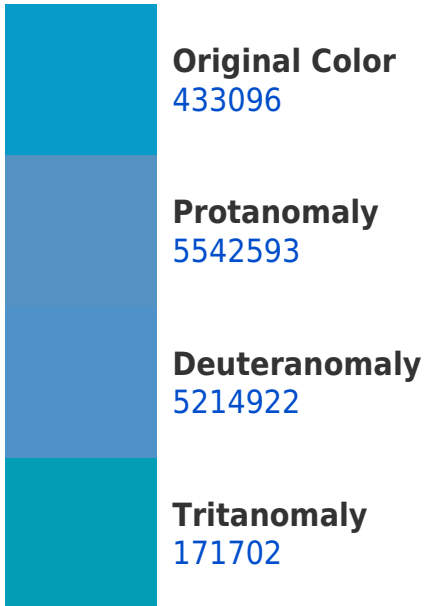 Original Color
433096
Protanomaly
5542593
Deuteranomaly
5214922
Tritanomaly
171702